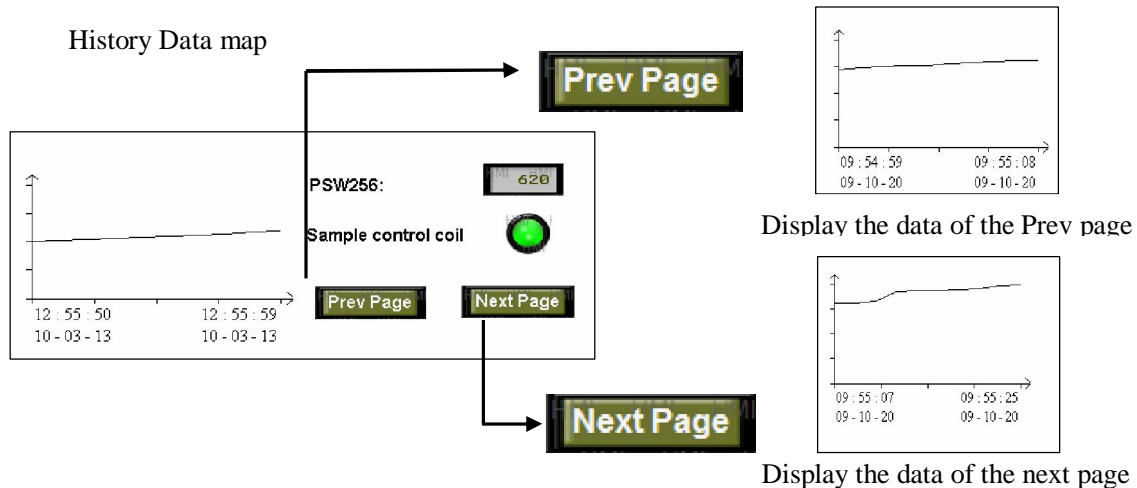 History Data map
Prev Page
09 : 54 : 59 09 : 55 : 08
09 - 10 - 20 09 - 10 - 20
Display the data of the Prev page
PSW256: 620
Sample control coil
Prev Page Next Page
12 : 55 : 50 12 : 55 : 59
10 - 03 - 13 10 - 03 - 13
09 : 55 : 07 09 : 55 : 25
09 - 10 - 20 09 - 10 - 20
Next Page
Display the data of the next page